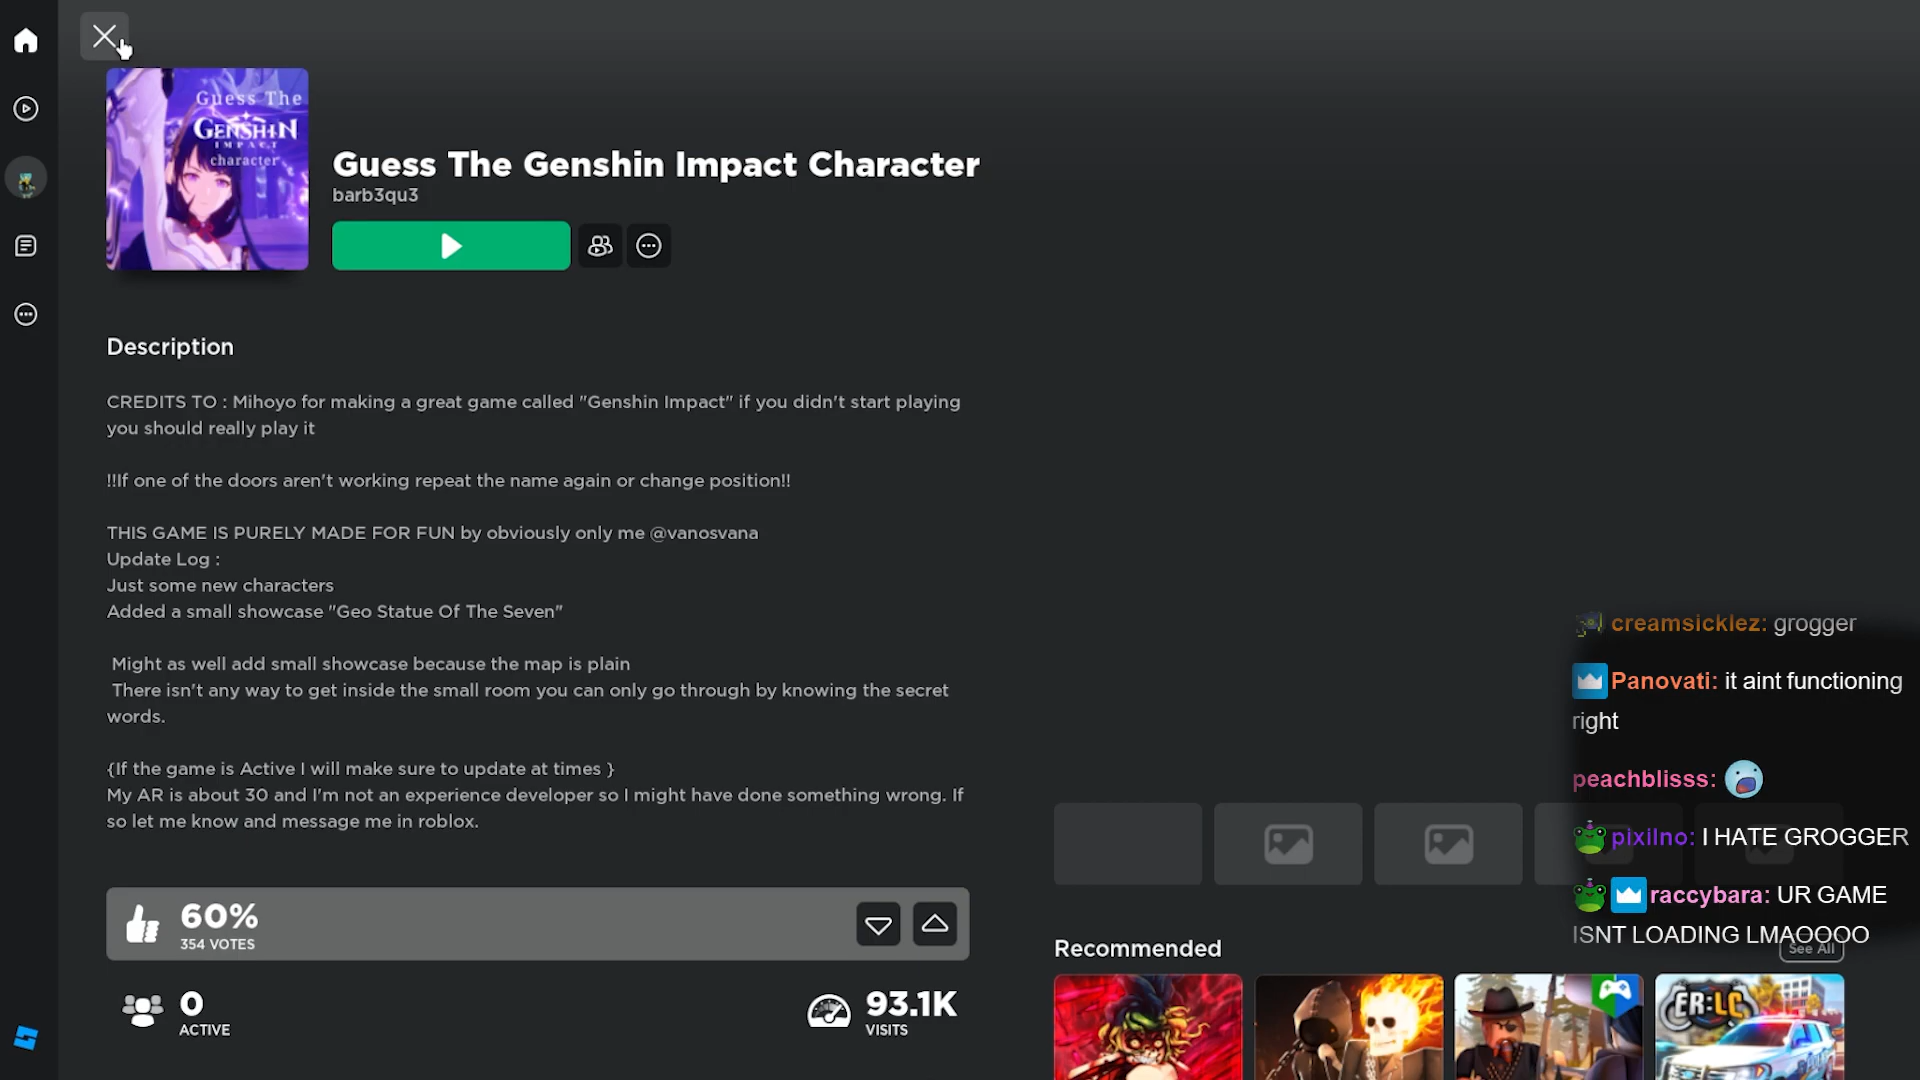 Guess The
GENSHIN
IMPACT
character
Guess The Genshin Impact Character
barb3qu3
Description
CREDITS TO : Mihoyo for making a great game called "Genshin Impact" if you didn't start playing
you should really play it
!!If one of the doors aren't working repeat the name again or change position!!
THIS GAME IS PURELY MADE FOR FUN by obviously only me @vanosvana
Update Log :
Just some new characters
Added a small showcase "Geo Statue Of The Seven"
Might as well add small showcase because the map is plain
There isn't any way to get inside the small room you can only go through by knowing the secret
words.
{If the game is Active I will make sure to update at times }
My AR is about 30 and I'm not an experience developer so I might have done something wrong. If
so let me know and message me in roblox.
60%
354 VOTES
0
ACTIVE
93.1K
VISITS
creamsicklez: grogger
Panovati: it aint functioning
right
peachblisss:
pixilno: I HATE GROGGER
raccybara: UR GAME
ISNT LOADING LMAOOOO
Recommended
See All
ER:LC